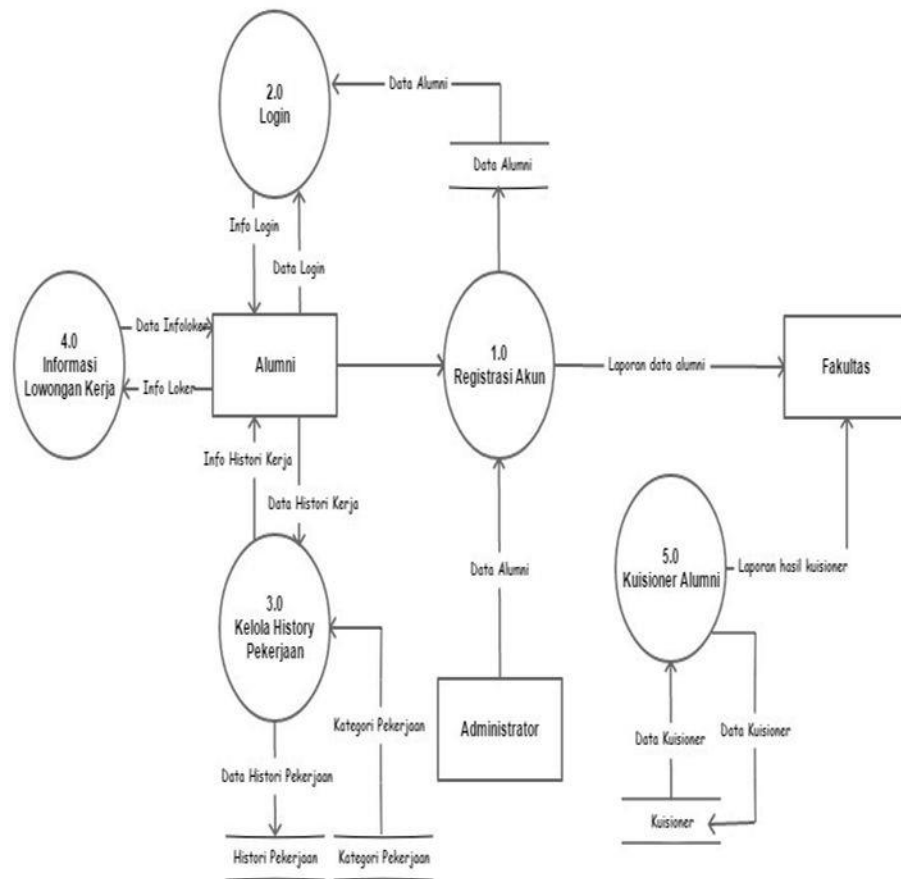 2.0
Login
Data Alumni
Data Alumni
Info Login
Data Login
4.0
Informasi
Lowongan Kerja
Data Infoloker
Info Loker
Alumni
1.0
Registrasi Akun
Laporan data alumni
Fakultas
Info Histori Kerja
Data Histori Kerja
3.0
Kelola History
Pekerjaan
Data Alumni
5.0
Kuisioner Alumni
Laporan hasil kuisioner
Administrator
Kategori Pekerjaan
Data Histori Pekerjaan
Data Kuisioner
Data Kuisioner
Histori Pekerjaan
Kategori Pekerjaan
Kuisioner